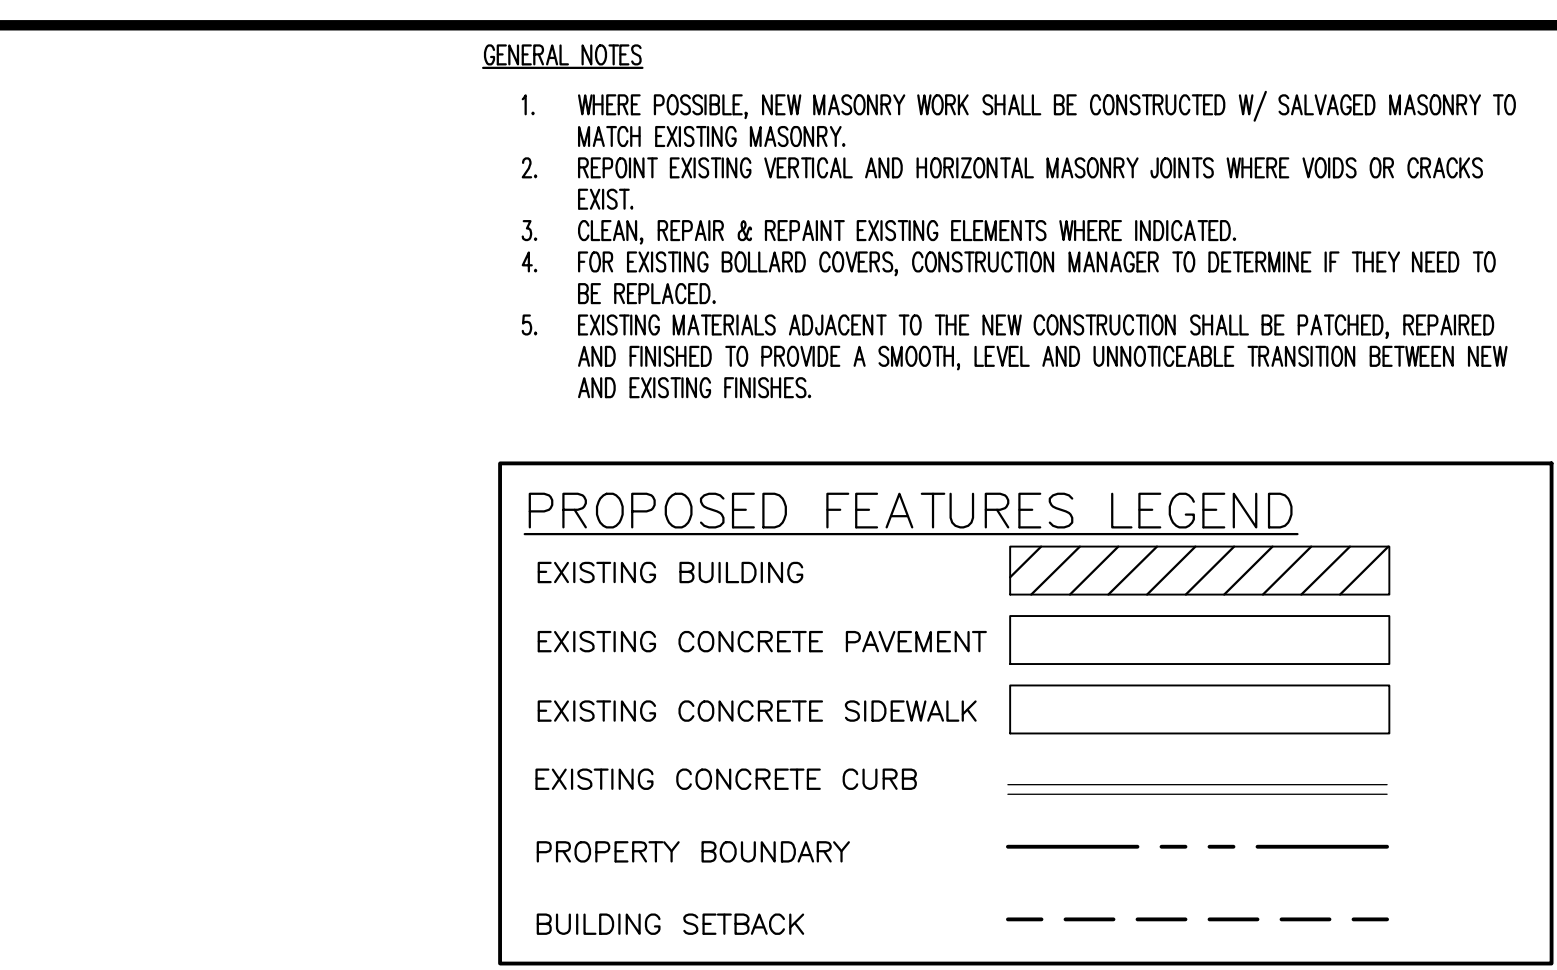 GENERAL NOTES
1. WHERE POSSIBLE, NEW MASONRY WORK SHALL BE CONSTRUCTED W/ SALVAGED MASONRY TO
MATCH EXISTING MASONRY.
2. REPOINT EXISTING VERTICAL AND HORIZONTAL MASONRY JOINTS WHERE VOIDS OR CRACKS
EXIST.
3. CLEAN, REPAIR & REPAINT EXISTING ELEMENTS WHERE INDICATED.
4. FOR EXISTING BOLLARD COVERS, CONSTRUCTION MANAGER TO DETERMINE IF THEY NEED TO
BE REPLACED.
5. EXISTING MATERIALS ADJACENT TO THE NEW CONSTRUCTION SHALL BE PATCHED, REPAIRED
AND FINISHED TO PROVIDE A SMOOTH, LEVEL AND UNNOTICEABLE TRANSITION BETWEEN NEW
AND EXISTING FINISHES.
PROPOSED FEATURES LEGEND
EXISTING BUILDING
EXISTING CONCRETE PAVEMENT
EXISTING CONCRETE SIDEWALK
EXISTING CONCRETE CURB
PROPERTY BOUNDARY
BUILDING SETBACK